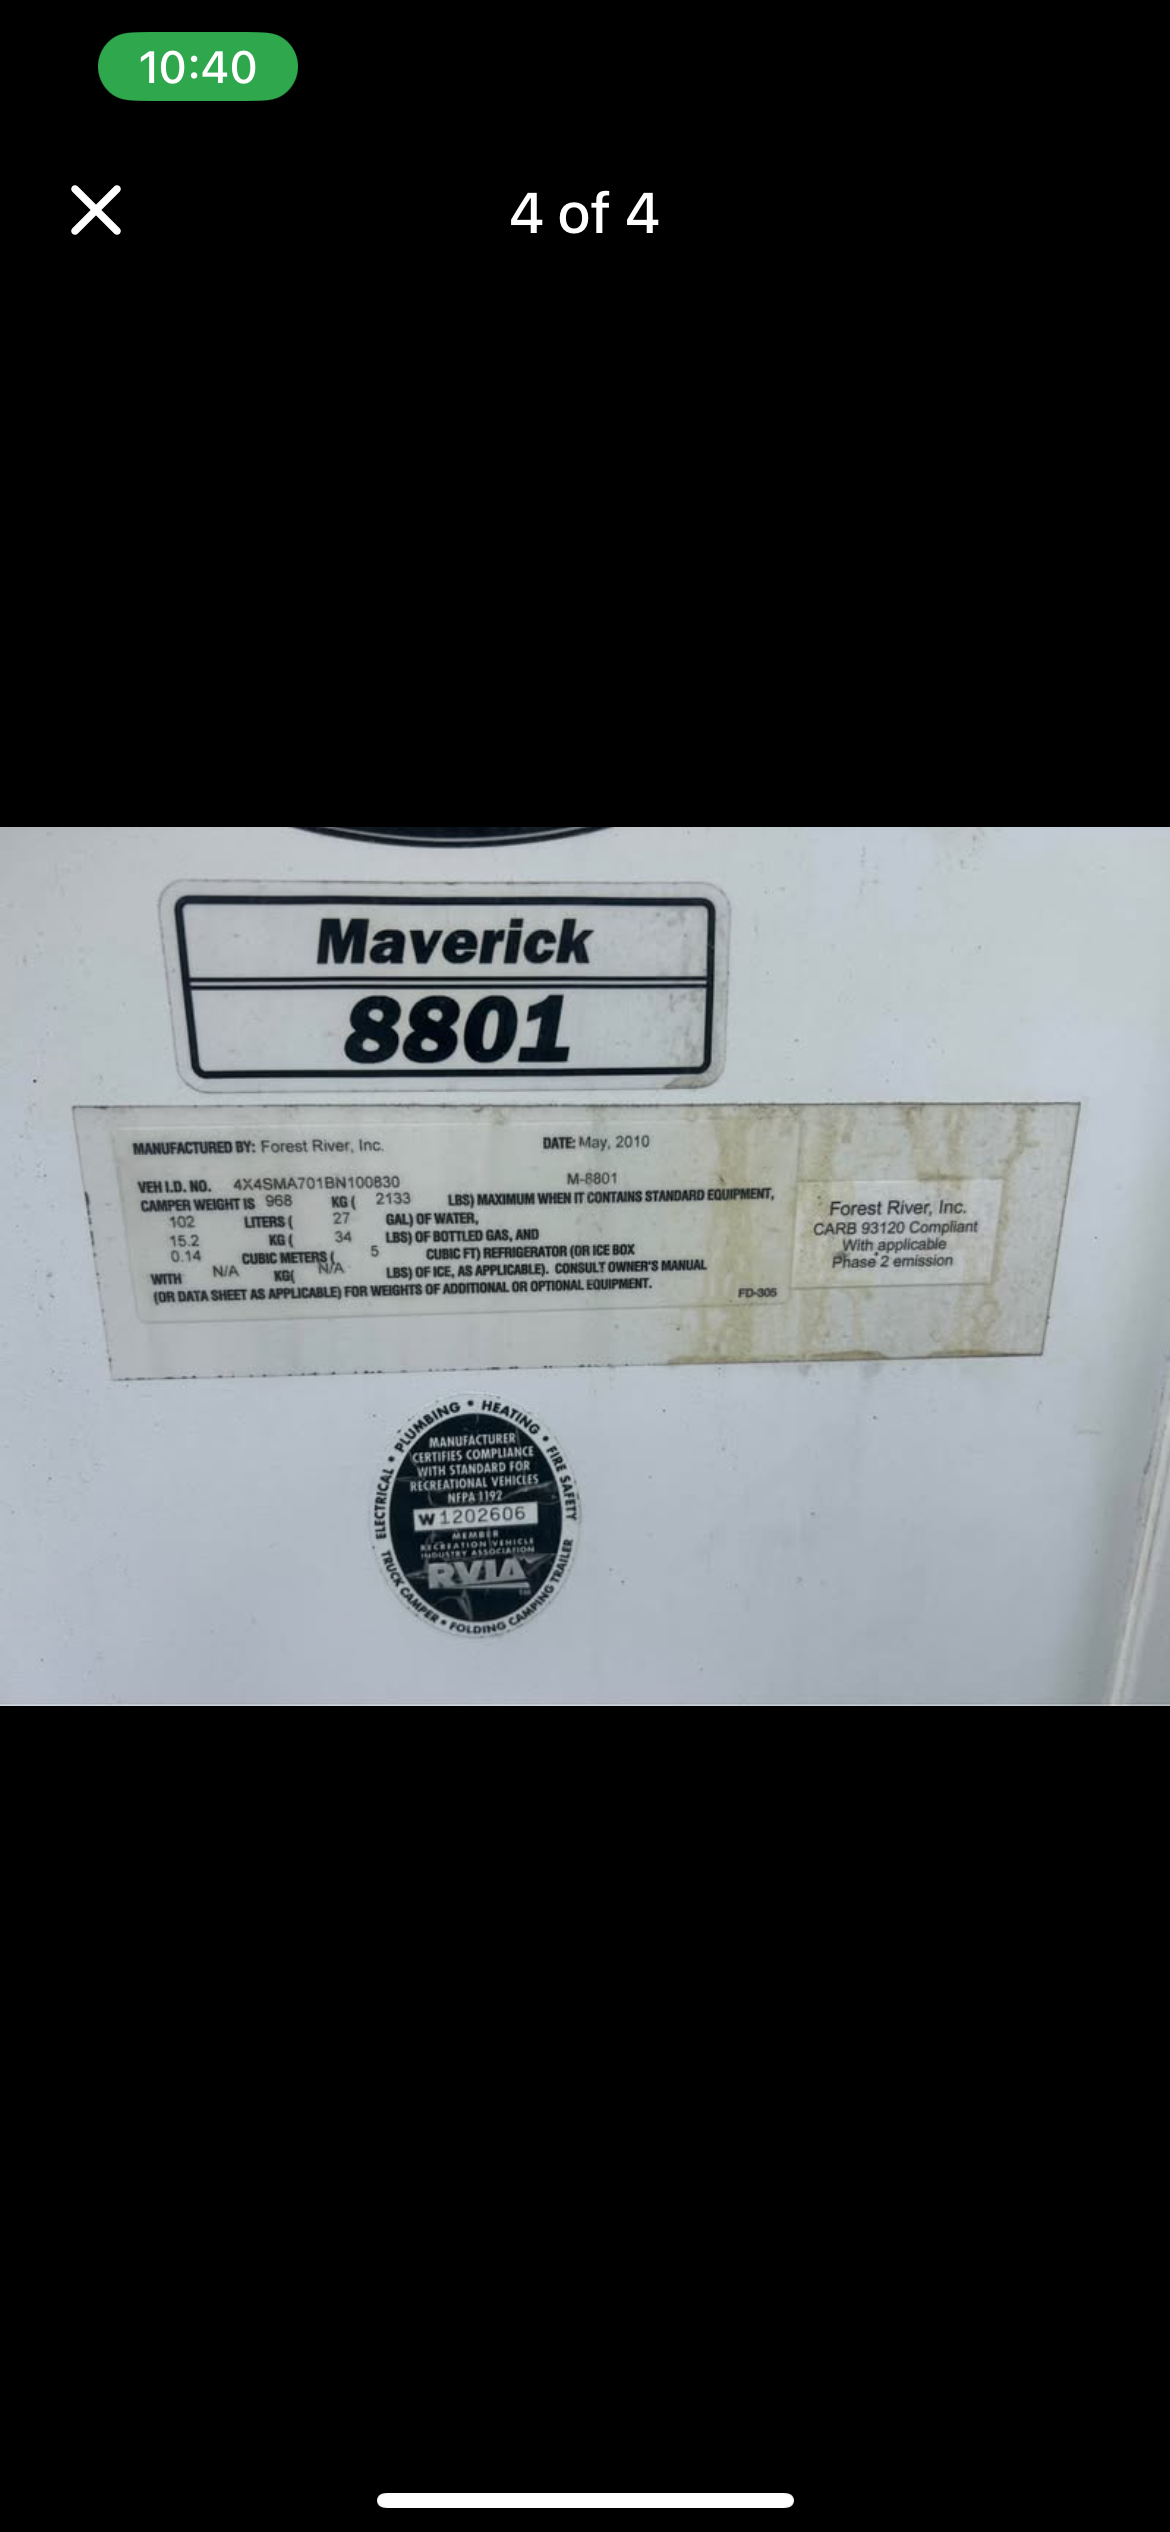 10:40
4 of 4
Maverick
8801
MANUFACTURED BY: Forest River, Inc. DATE: May, 2010
VEH I.D. NO. 4X4SMA701BN100830 M-8801
CAMPER WEIGHT IS 968 KG ( 2133 LBS) MAXIMUM WHEN IT CONTAINS STANDARD EQUIPMENT,
102 LITERS ( 27 GAL) OF WATER,
15.2 KG ( 34 LBS) OF BOTTLED GAS, AND
0.14 CUBIC METERS ( 5 CUBIC FT) REFRIGERATOR (OR ICE BOX
WITH N/A KG( N/A LBS) OF ICE, AS APPLICABLE). CONSULT OWNER'S MANUAL
(OR DATA SHEET AS APPLICABLE) FOR WEIGHTS OF ADDITIONAL OR OPTIONAL EQUIPMENT.
FD-305
Forest River, Inc.
CARB 93120 Compliant
With applicable
Phase 2 emission
ELECTRICAL • PLUMBING • HEATING • FIRE SAFETY
MANUFACTURER
CERTIFIES COMPLIANCE
WITH STANDARD FOR
RECREATIONAL VEHICLES
NFPA 1192
W 1202606
MEMBER
RECREATION VEHICLE
INDUSTRY ASSOCIATION
RVIA
TM
TRUCK CAMPER • FOLDING CAMPING TRAILER